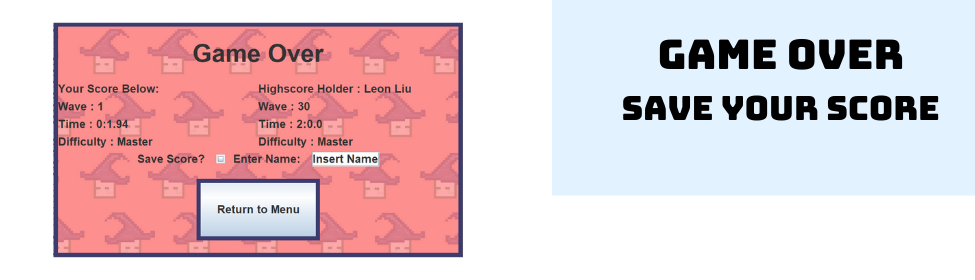 Game Over
Your Score Below:
Wave : 1
Time : 0:1.94
Difficulty : Master
Highscore Holder : Leon Liu
Wave : 30
Time : 2:0.0
Difficulty : Master
Save Score? Enter Name: Insert Name
Return to Menu
GAME OVER
SAVE YOUR SCORE